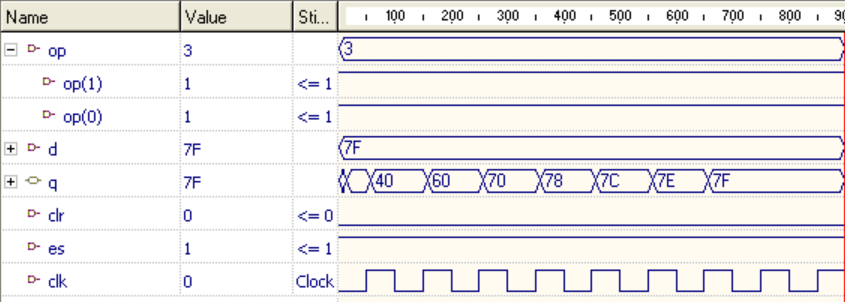 Name Value Sti... 100 200 300 400 500 600 700 800 90
op 3 3
op(1) 1 <= 1
op(0) 1 <= 1
d 7F 7F
q 7F 40 60 70 78 7C 7E 7F
clr 0 <= 0
es 1 <= 1
clk 0 Clock